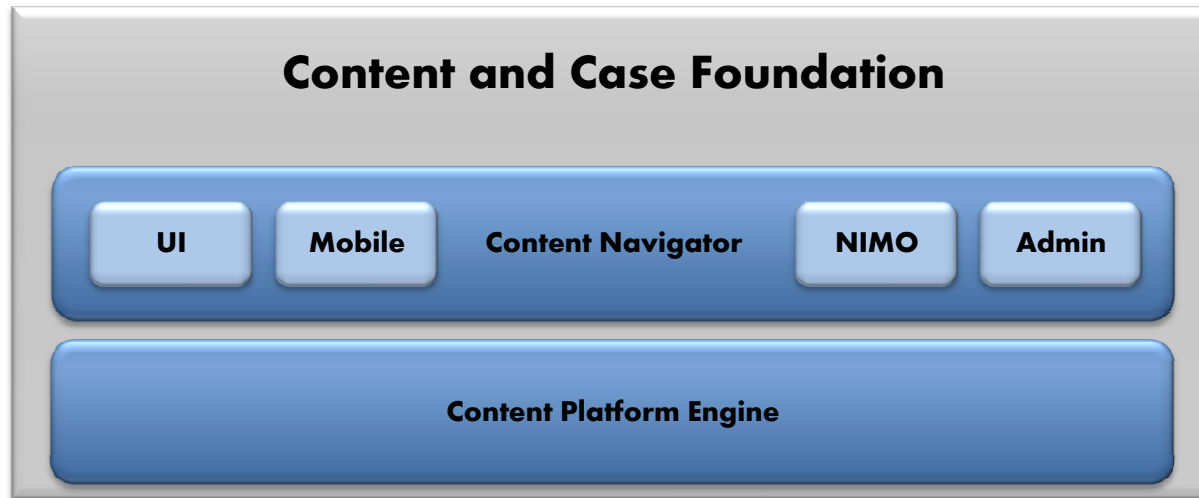 Content and Case Foundation
UI Mobile Content Navigator NIMO Admin
Content Platform Engine